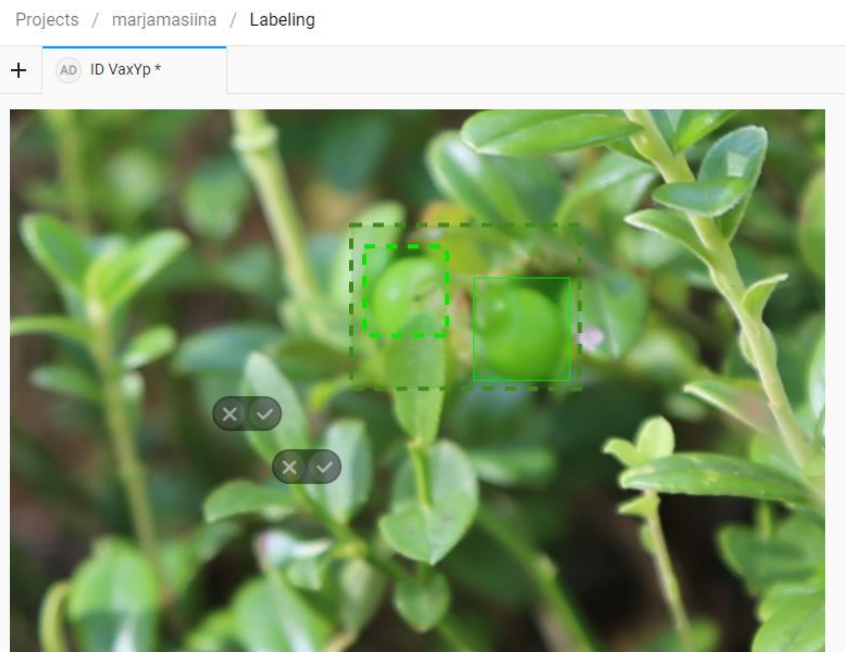 Projects / marjamasiina / Labeling
+ AD ID VaxYp *